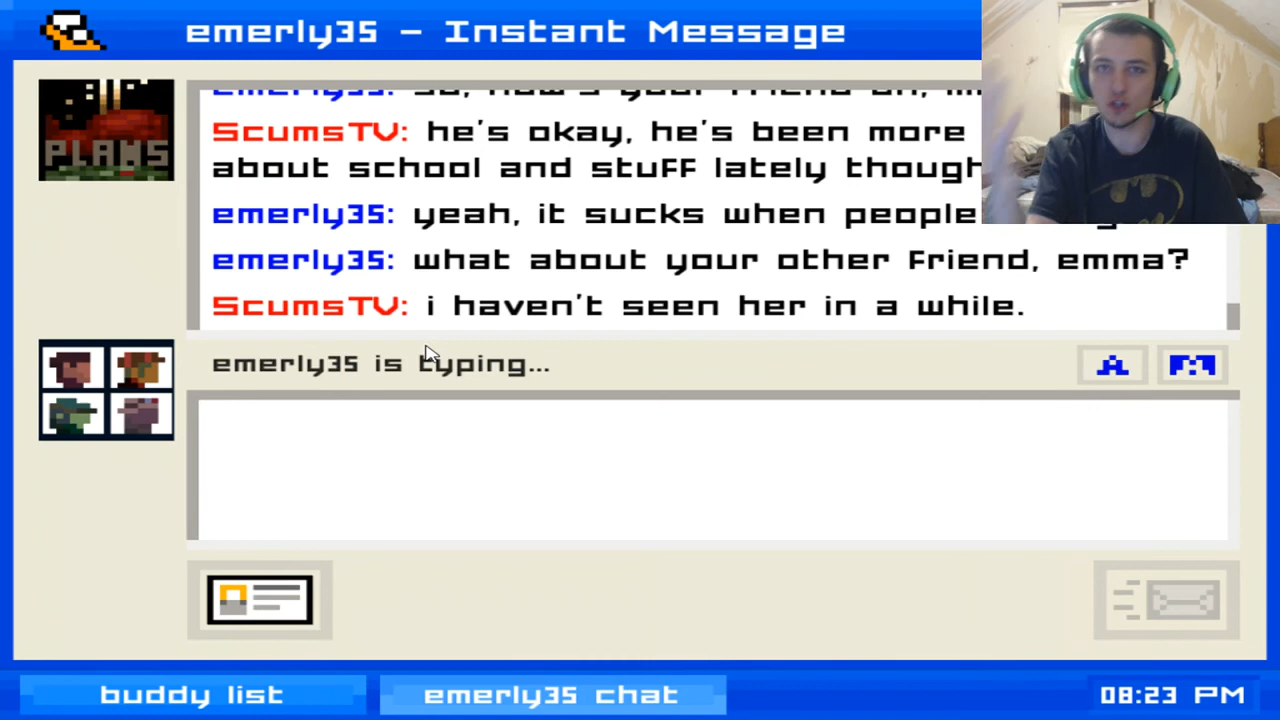 emerly35 - Instant Message
PLANS
emerly35:
ScumsTV: he's okay, he's been more
about school and stuff lately though
emerly35: yeah, it sucks when people
emerly35: what about your other friend, emma?
ScumsTV: i haven't seen her in a while.
emerly35 is typing...
buddy list
emerly35 chat
08:23 PM